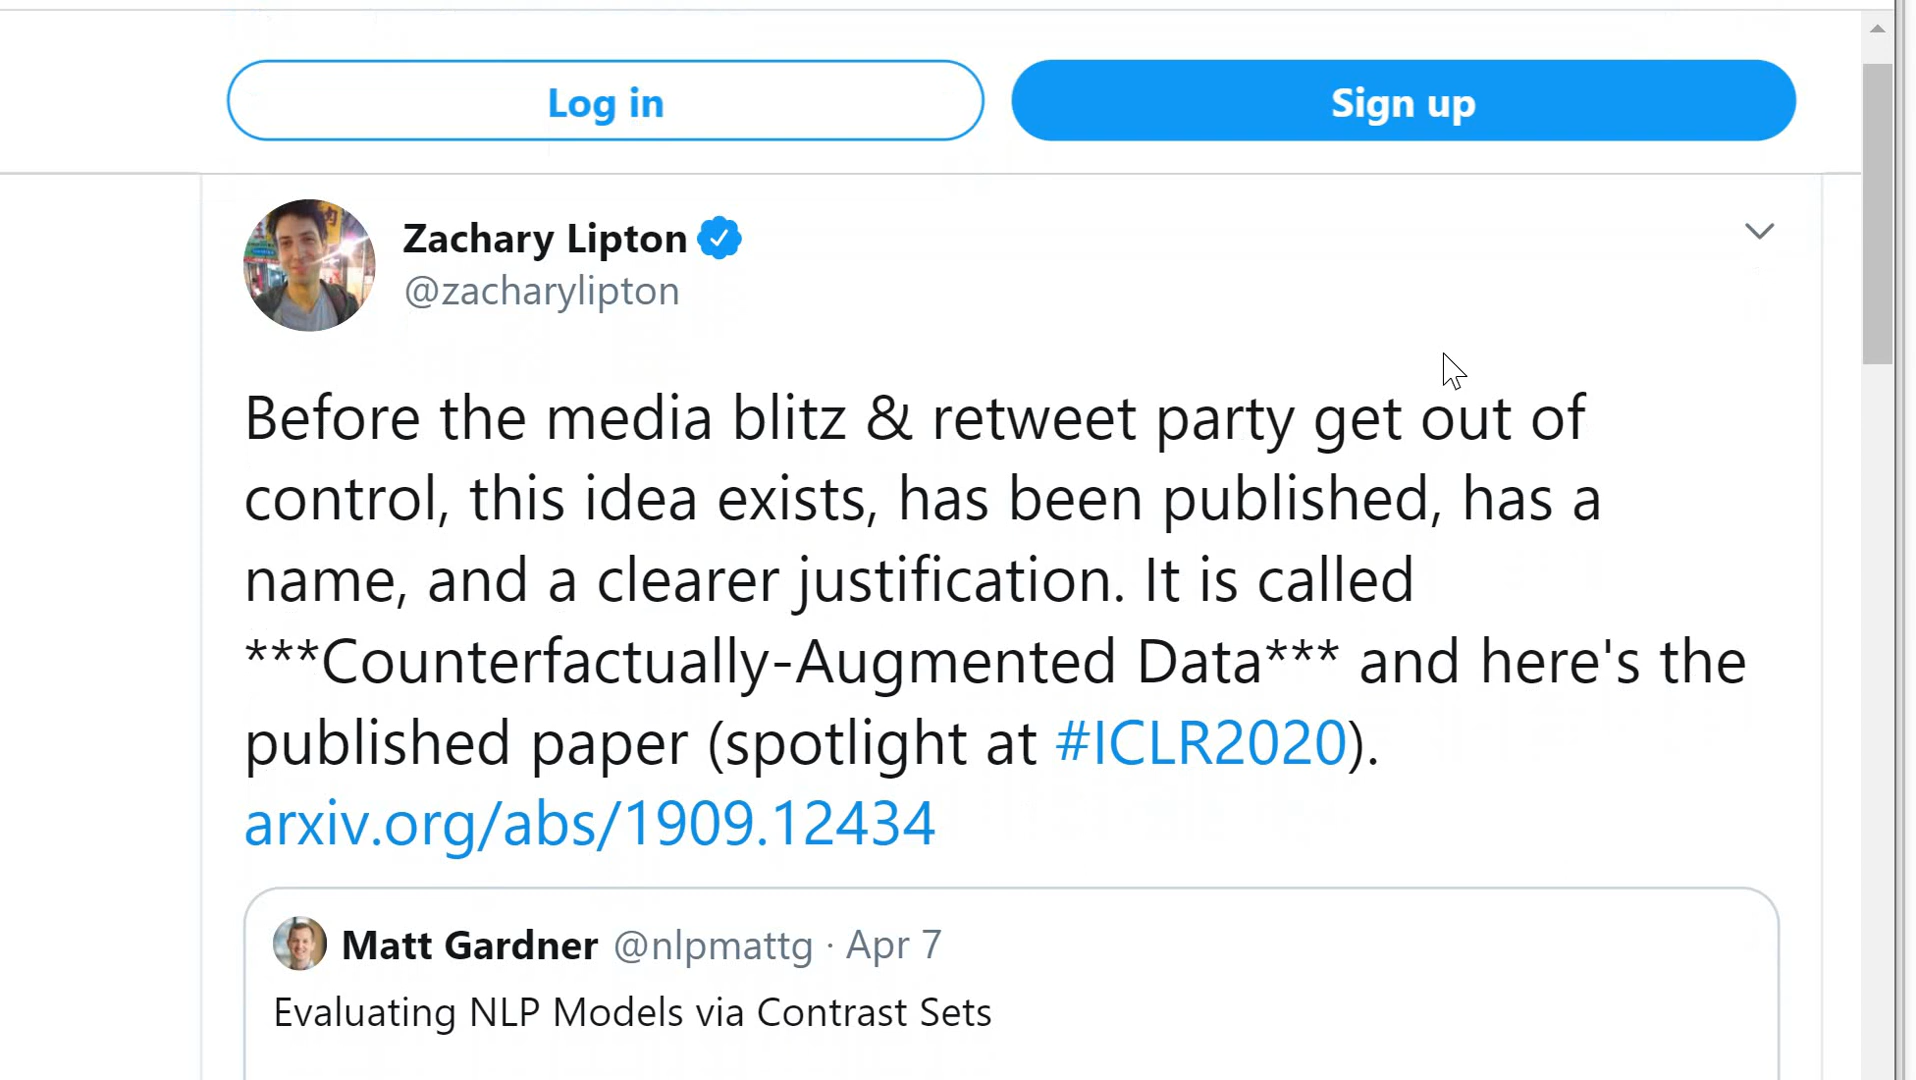 Log in
Sign up
Zachary Lipton
@zacharylipton
Before the media blitz & retweet party get out of
control, this idea exists, has been published, has a
name, and a clearer justification. It is called
***Counterfactually-Augmented Data*** and here's the
published paper (spotlight at #ICLR2020).
arxiv.org/abs/1909.12434
Matt Gardner @nlpmattg · Apr 7
Evaluating NLP Models via Contrast Sets